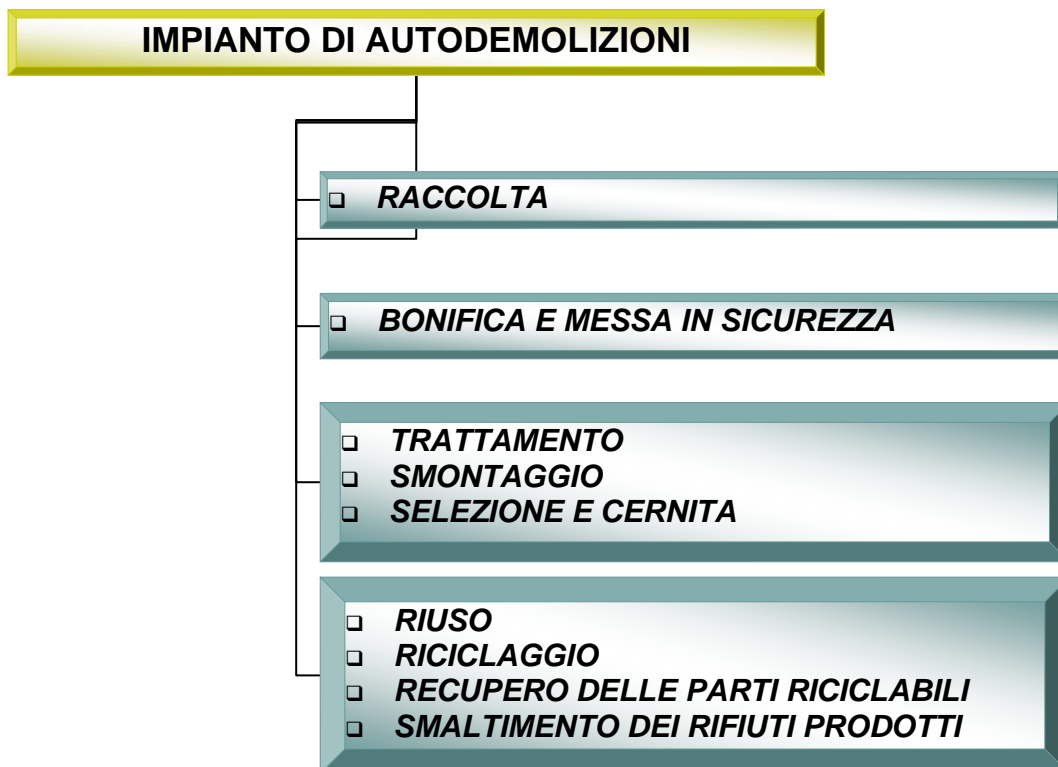 IMPIANTO DI AUTODEMOLIZIONI
❑ RACCOLTA
❑ BONIFICA E MESSA IN SICUREZZA
❑ TRATTAMENTO
❑ SMONTAGGIO
❑ SELEZIONE E CERNITA
❑ RIUSO
❑ RICICLAGGIO
❑ RECUPERO DELLE PARTI RICICLABILI
❑ SMALTIMENTO DEI RIFIUTI PRODOTTI